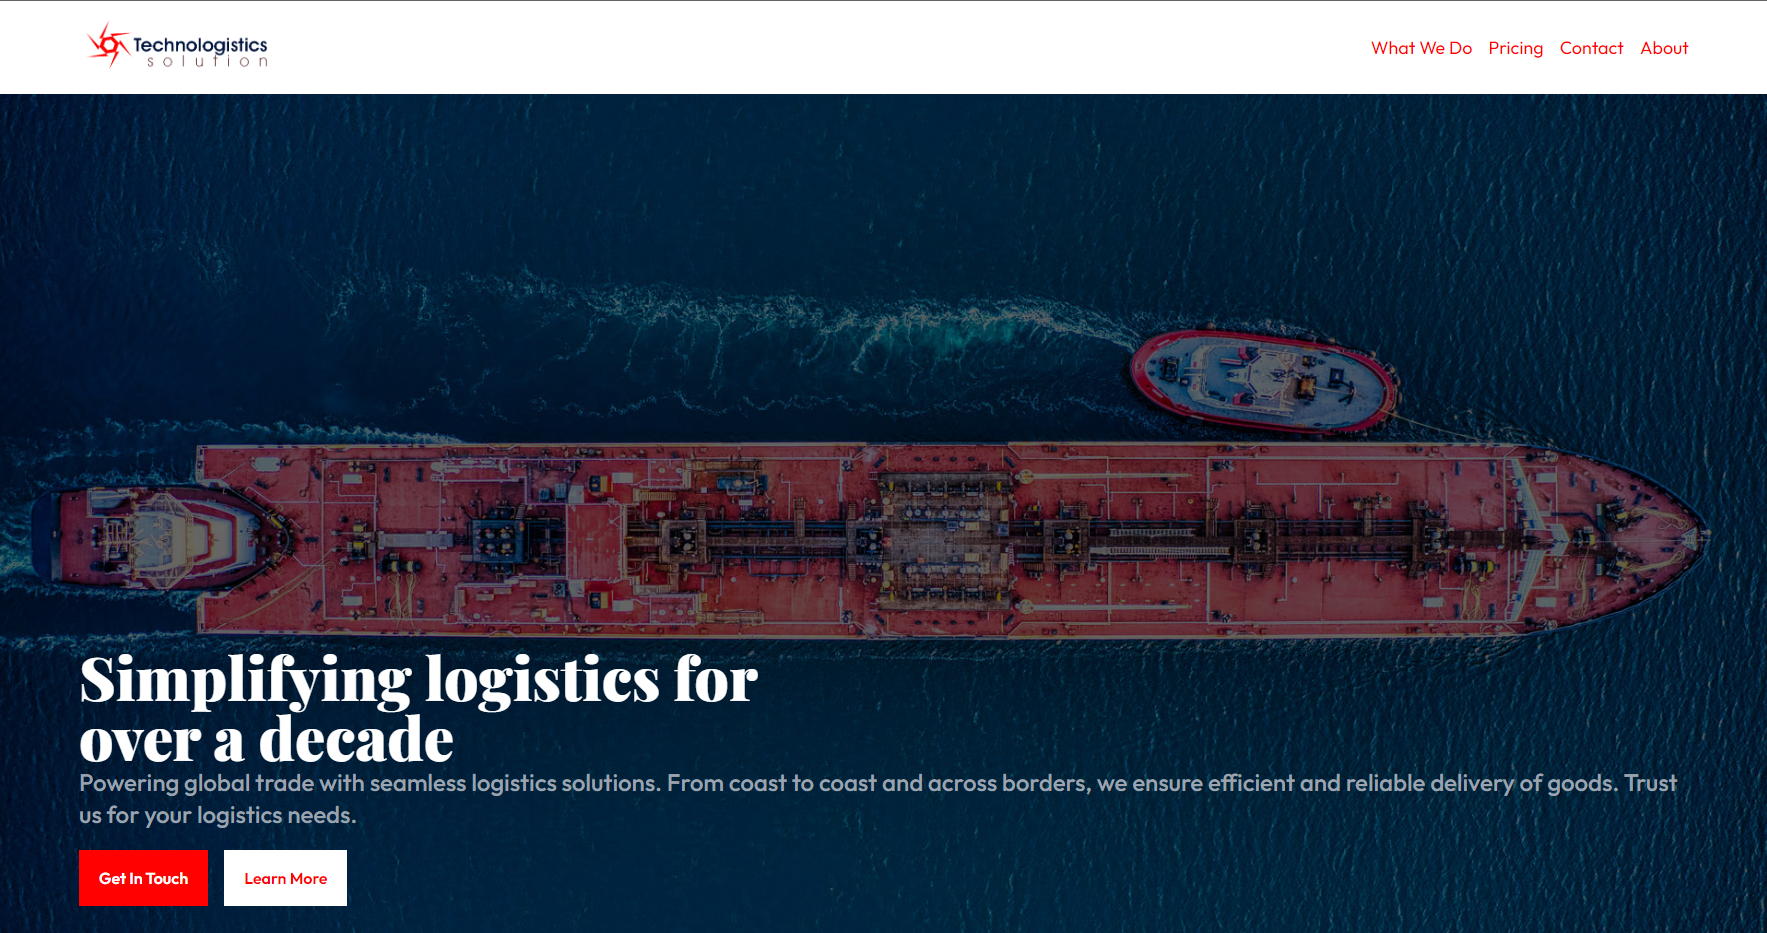 Technologistics
solution
What We Do Pricing Contact About
Simplifying logistics for
over a decade
Powering global trade with seamless logistics solutions. From coast to coast and across borders, we ensure efficient and reliable delivery of goods. Trust
us for your logistics needs.
Get In Touch Learn More